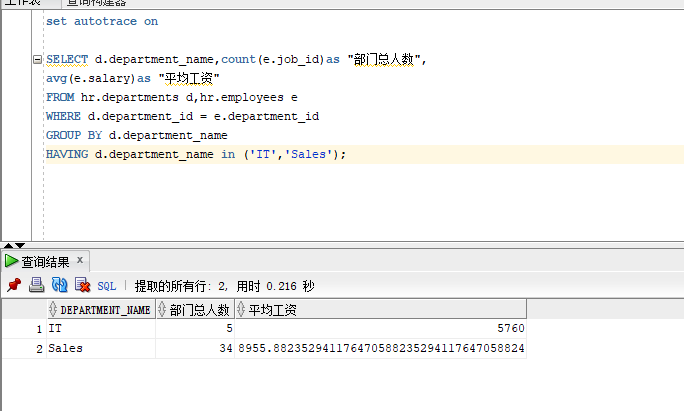 工作表 查询构建器
set autotrace on
SELECT d.department_name,count(e.job_id)as "部门总人数",
avg(e.salary)as "平均工资"
FROM hr.departments d,hr.employees e
WHERE d.department_id = e.department_id
GROUP BY d.department_name
HAVING d.department_name in ('IT','Sales');
查询结果 x
SQL | 提取的所有行: 2, 用时 0.216 秒
DEPARTMENT_NAME 部门总人数 平均工资
1 IT 5 5760
2 Sales 34 8955.88235294117647058823529411764705882​4